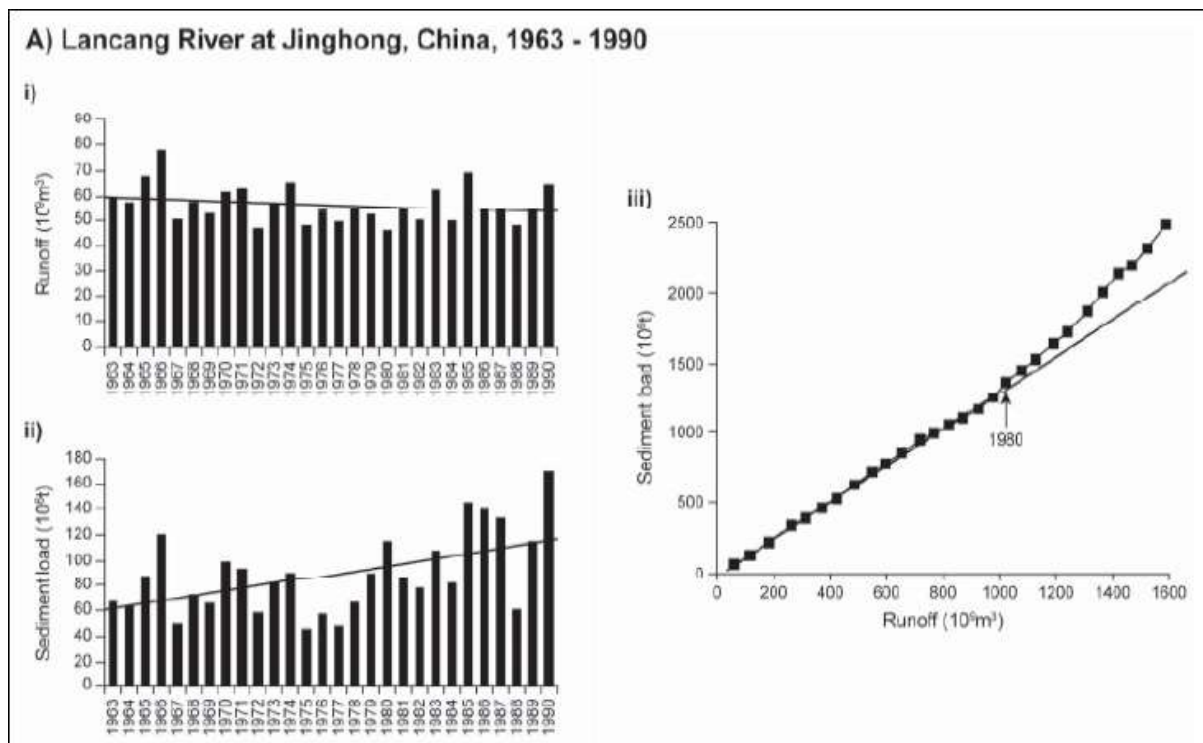 A) Lancang River at Jinghong, China, 1963 - 1990
i)
90
80
70
60
50
40
30
20
10
0
Runoff (10⁹m³)
1963 1964 1965 1966 1967 1968 1969 1970 1971 1972 1973 1974 1975 1976 1977 1978 1979 1980 1981 1982 1983 1984 1985 1986 1987 1988 1989 1990
ii)
180
160
140
120
100
80
60
40
20
0
Sediment load (10⁶t)
1963 1964 1965 1966 1967 1968 1969 1970 1971 1972 1973 1974 1975 1976 1977 1978 1979 1980 1981 1982 1983 1984 1985 1986 1987 1988 1989 1990
iii)
2500
2000
1500
1000
500
0
Sediment bad (10⁶t)
1980
0 200 400 600 800 1000 1200 1400 1600
Runoff (10⁹m³)